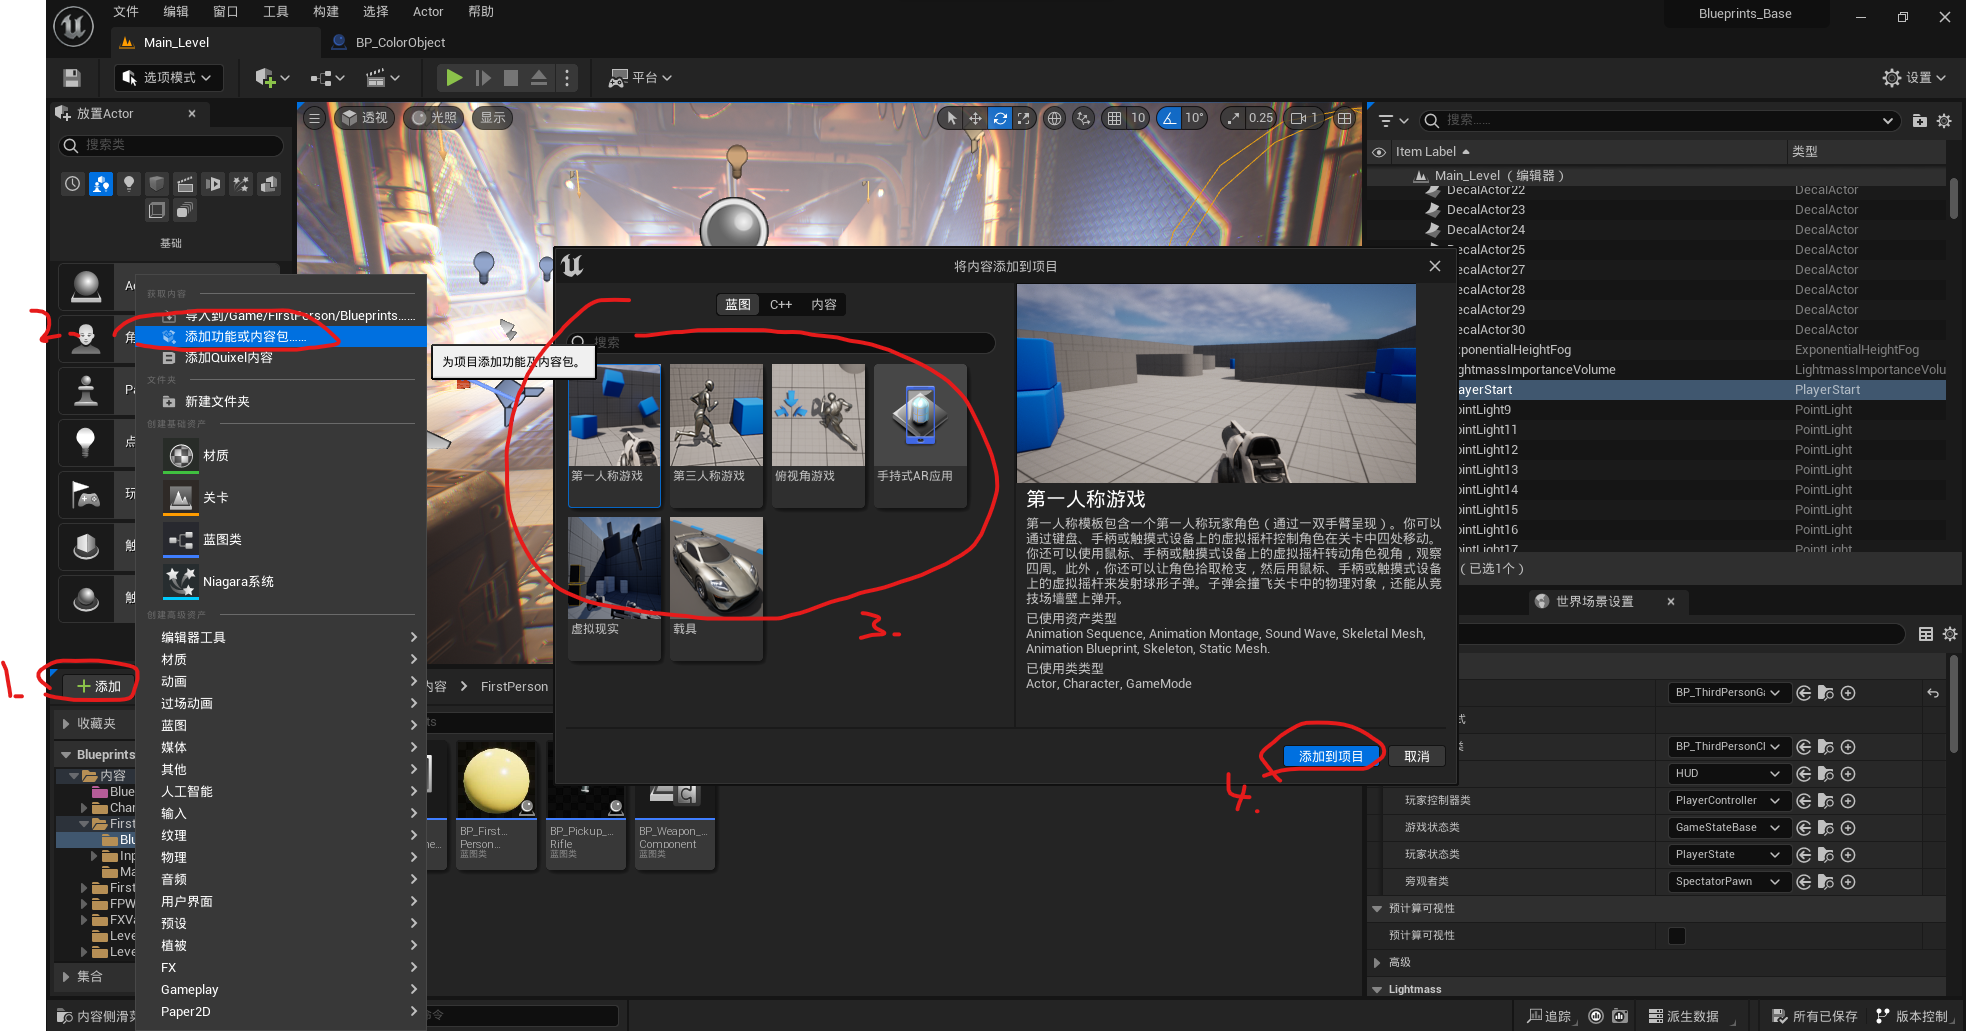 文件 编辑 窗口 工具 构建 选择 Actor 帮助
Blueprints_Base
Main_Level
BP_ColorObject
选项模式
平台
设置
放置Actor
搜索类
基础
透视
光照
显示
10
10°
0.25
1
搜索......
Item Label
类型
Main_Level（编辑器）
DecalActor22 DecalActor
DecalActor23 DecalActor
DecalActor24 DecalActor
DecalActor25 DecalActor
DecalActor27 DecalActor
DecalActor28 DecalActor
DecalActor29 DecalActor
DecalActor30 DecalActor
xponentialHeightFog ExponentialHeightFog
ghtmassImportanceVolume LightmassImportanceVolu
ayerStart PlayerStart
ointLight9 PointLight
ointLight11 PointLight
ointLight12 PointLight
ointLight13 PointLight
ointLight14 PointLight
ointLight15 PointLight
ointLight16 PointLight
ointLight17 PointLight
（已选1个）
获取内容
导入到/Game/FirstPerson/Blueprints......
2.
添加功能或内容包......
添加Quixel内容
文件夹
新建文件夹
创建基础资产
材质
关卡
蓝图类
Niagara系统
创建高级资产
编辑器工具
材质
动画
过场动画
蓝图
媒体
其他
人工智能
输入
纹理
物理
音频
用户界面
预设
植被
FX
Gameplay
Paper2D
为项目添加功能及内容包。
将内容添加到项目
蓝图 C++ 内容
搜索
第一人称游戏
第三人称游戏
俯视角游戏
手持式AR应用
虚拟现实
载具
3.
第一人称游戏
第一人称模板包含一个第一人称玩家角色（通过一双手臂呈现）。你可以
通过键盘、手柄或触摸式设备上的虚拟摇杆控制角色在关卡中四处移动。
你还可以使用鼠标、手柄或触摸式设备上的虚拟摇杆转动角色视角，观察
四周。此外，你还可以让角色拾取枪支，然后用鼠标、手柄或触摸式设备
上的虚拟摇杆来发射球形子弹。子弹会撞飞关卡中的物理对象，还能从竞
技场墙壁上弹开。
已使用资产类型
Animation Sequence, Animation Montage, Sound Wave, Skeletal Mesh,
Animation Blueprint, Skeleton, Static Mesh.
已使用类类型
Actor, Character, GameMode
添加到项目
取消
4.
1.
添加
内容 > FirstPerson
收藏夹
Blueprints
内容
Blue
Char
First
Blu
Inp
Ma
First
FPW
FXVa
Leve
Leve
集合
BP_First...
Person...
蓝图类
BP_Pickup_...
Rifle
蓝图类
BP_Weapon_...
Component
蓝图类
世界场景设置
BP_ThirdPersonGa
BP_ThirdPersonCl
HUD
玩家控制器类 PlayerController
游戏状态类 GameStateBase
玩家状态类 PlayerState
旁观者类 SpectatorPawn
预计算可视性
预计算可视性
高级
Lightmass
内容侧滑菜
追踪
派生数据
所有已保存
版本控制